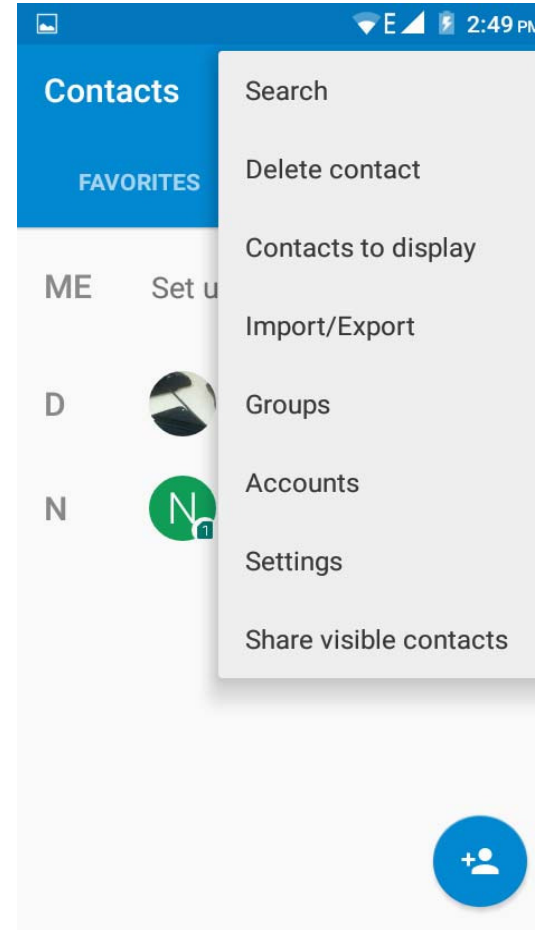 E 2:49 PM
Contacts
FAVORITES
Search
Delete contact
Contacts to display
Import/Export
Groups
Accounts
Settings
Share visible contacts
ME Set u
D
N N 1